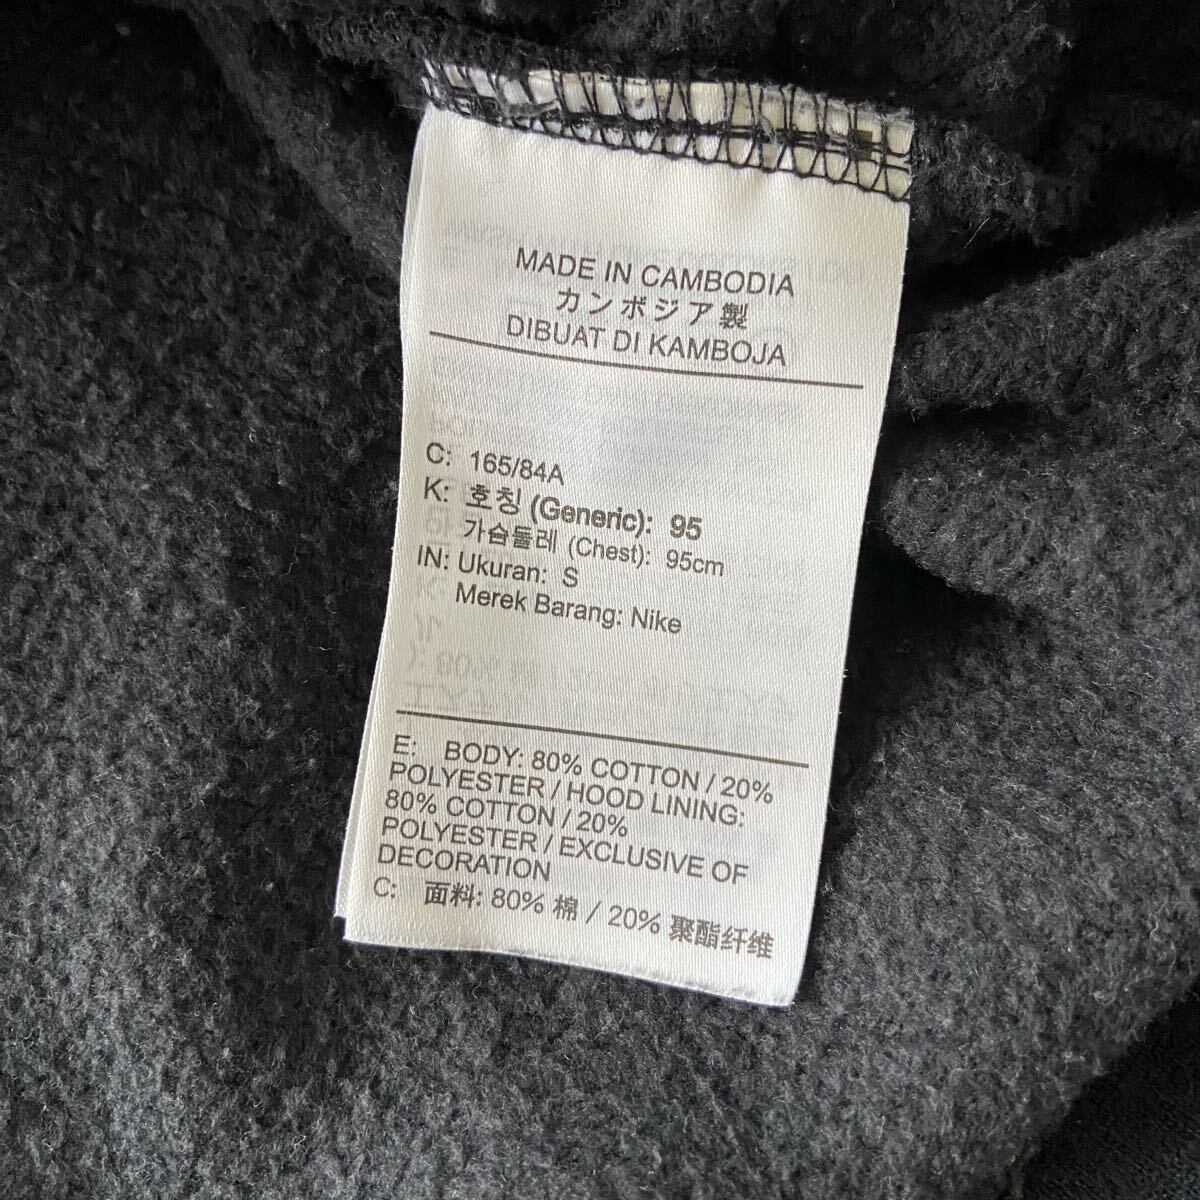 MADE IN CAMBODIA
カンボジア製
DIBUAT DI KAMBOJA
C: 165/84A
K: 호칭 (Generic): 95
가슴둘레 (Chest): 95cm
IN: Ukuran: S
Merek Barang: Nike
E: BODY: 80% COTTON / 20%
POLYESTER / HOOD LINING:
80% COTTON / 20%
POLYESTER / EXCLUSIVE OF
DECORATION
C: 面料: 80% 棉 / 20% 聚酯纤维